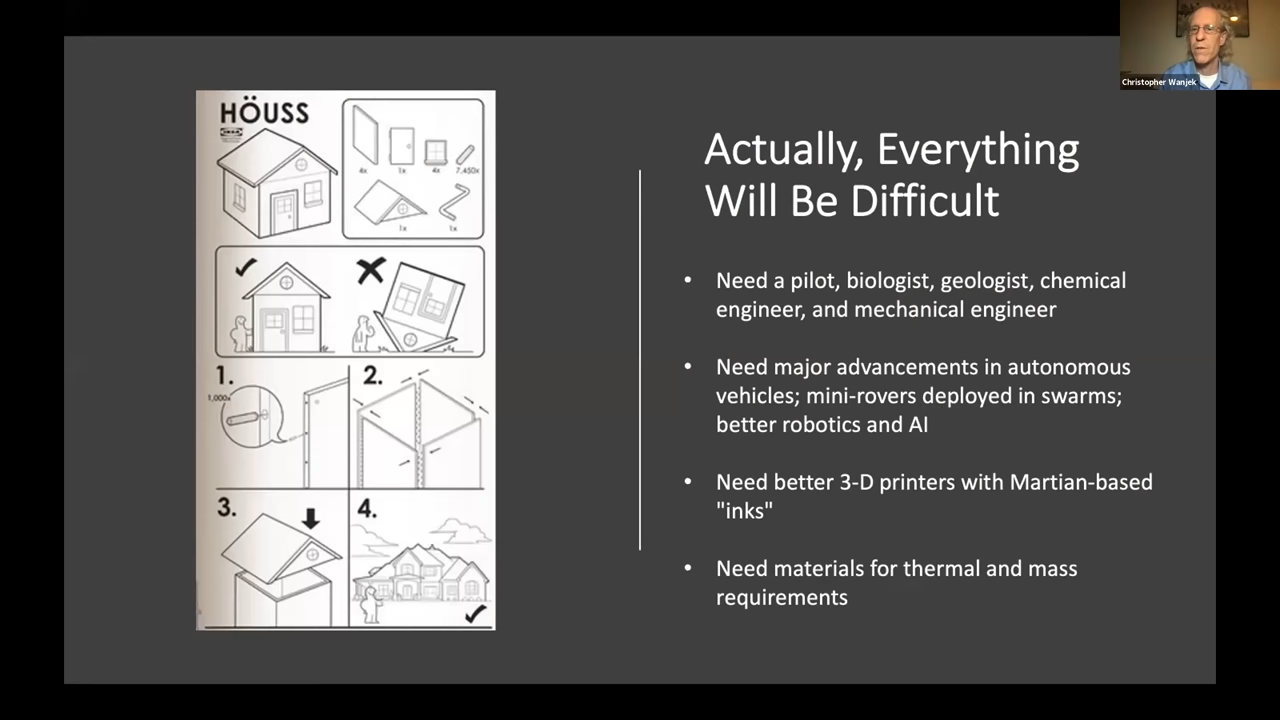 Christopher Wanjek
HÖUSS
IKEA
4x 1x 4x 7,450x
1x 1x
1.
1,000x
2.
3.
4.
Actually, Everything
Will Be Difficult
• Need a pilot, biologist, geologist, chemical
engineer, and mechanical engineer
• Need major advancements in autonomous
vehicles; mini-rovers deployed in swarms;
better robotics and AI
• Need better 3-D printers with Martian-based
"inks"
• Need materials for thermal and mass
requirements